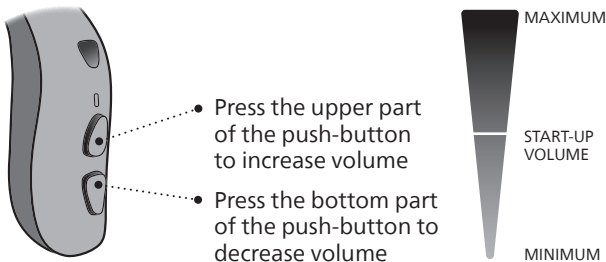 Press the upper part
of the push-button
to increase volume
Press the bottom part
of the push-button to
decrease volume
MAXIMUM
START-UP
VOLUME
MINIMUM